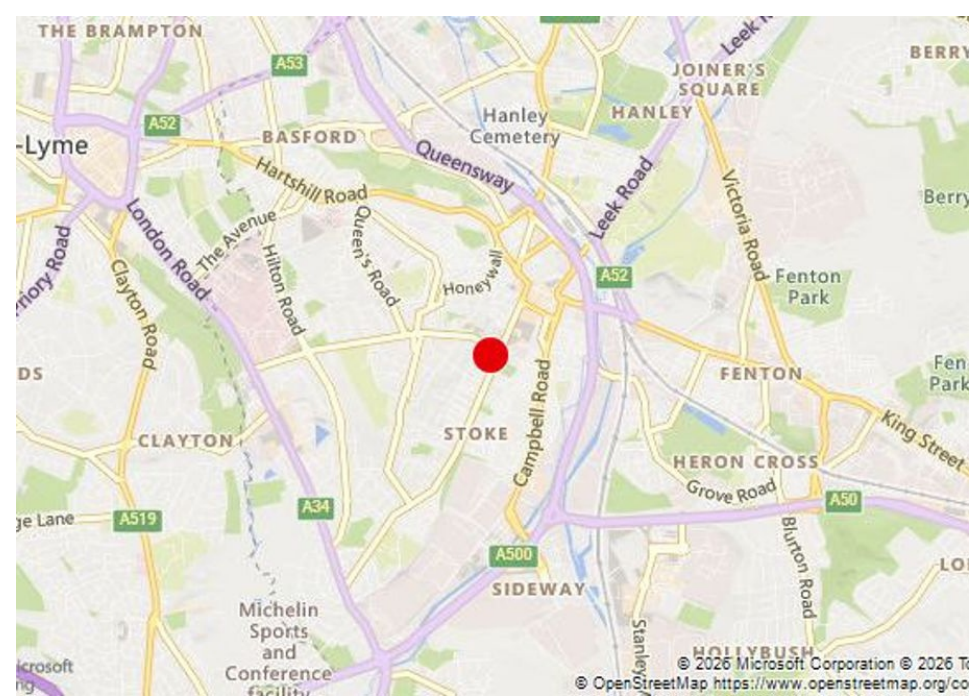 THE BRAMPTON
A53
Leek R
BERRY
JOINER'S
SQUARE
A52
-Lyme
BASFORD
Hanley
Cemetery
HANLEY
Queensway
Hartshill Road
Leek Road
Victoria Road
Berry
London Road
The Avenue
Queen's Road
Hilton Road
Honeywall
A52
Fenton
Park
Clayton Road
Road
DS
FENTON
Fen
Park
CLAYTON
STOKE
Campbell Road
King Street
HERON CROSS
Grove Road
A50
A34
ge Lane
A519
Blurton Road
A500
SIDEWAY
LO
Michelin
Sports
and
Conference
facility
Stanley
HOLLYBUSH
icrosoft
ng
© 2026 Microsoft Corporation © 2026 To
© OpenStreetMap https://www.openstreetmap.org/co